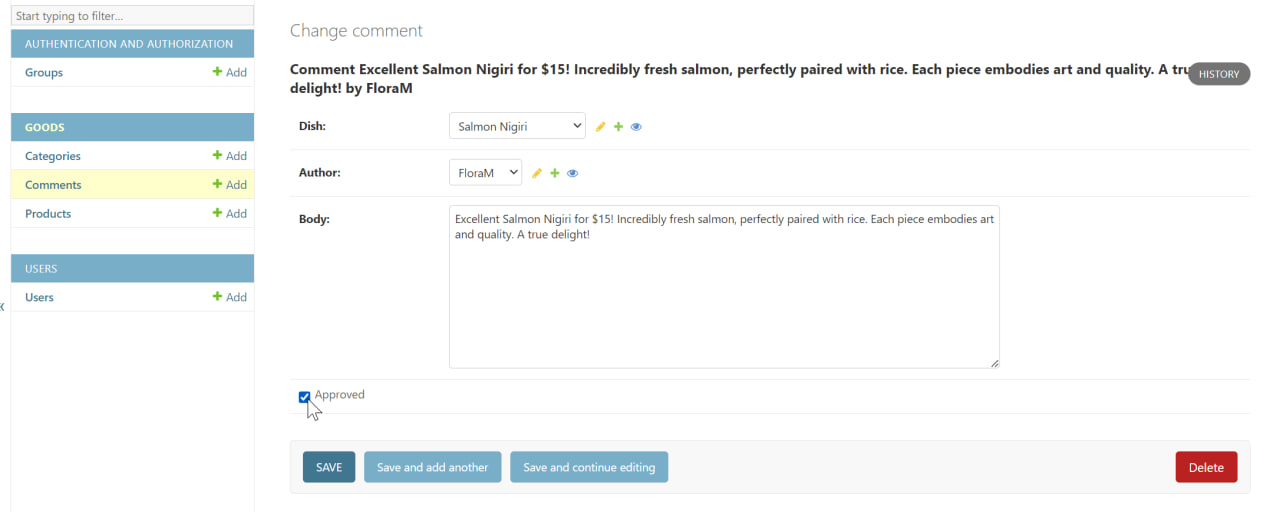 Start typing to filter...
AUTHENTICATION AND AUTHORIZATION
Groups + Add
GOODS
Categories + Add
Comments + Add
Products + Add
USERS
Users + Add
Change comment
Comment Excellent Salmon Nigiri for $15! Incredibly fresh salmon, perfectly paired with rice. Each piece embodies art and quality. A
delight! by FloraM
HISTORY
Dish: Salmon Nigiri
Author: FloraM
Body: Excellent Salmon Nigiri for $15! Incredibly fresh salmon, perfectly paired with rice. Each piece embodies art
and quality. A true delight!
Approved
SAVE Save and add another Save and continue editing Delete